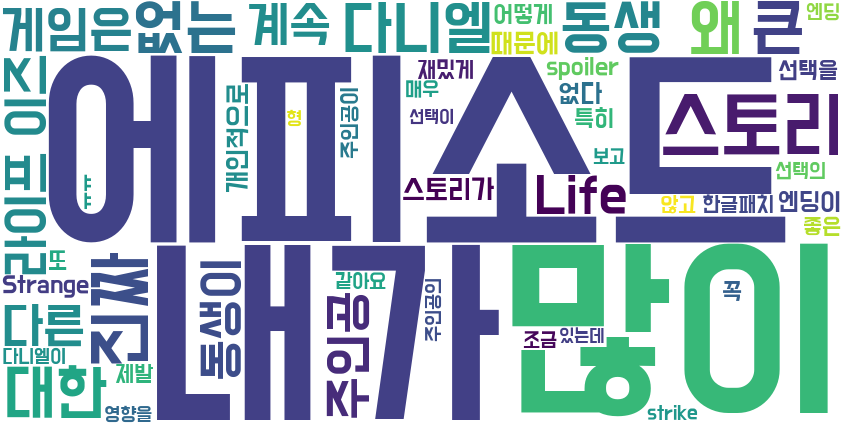 게임은 없는 계속 다니엘 어떻게 때문에 동생 왜 큰 엔딩
이진 에피소드 재밌게 spoiler 선택을
개인적으로 형 주인공이 매우 선택이 없다 특히 스토리
ㅠㅠ 보고 선택의
라이프 스토리가 Life 않고 한글패치 엔딩이
또 진짜 내가 많이 좋은
Strange 동생이 같아요 주인공의 꼭
다른 주인공 조금 있는데
다니엘이
대한 제발
영향을 strike